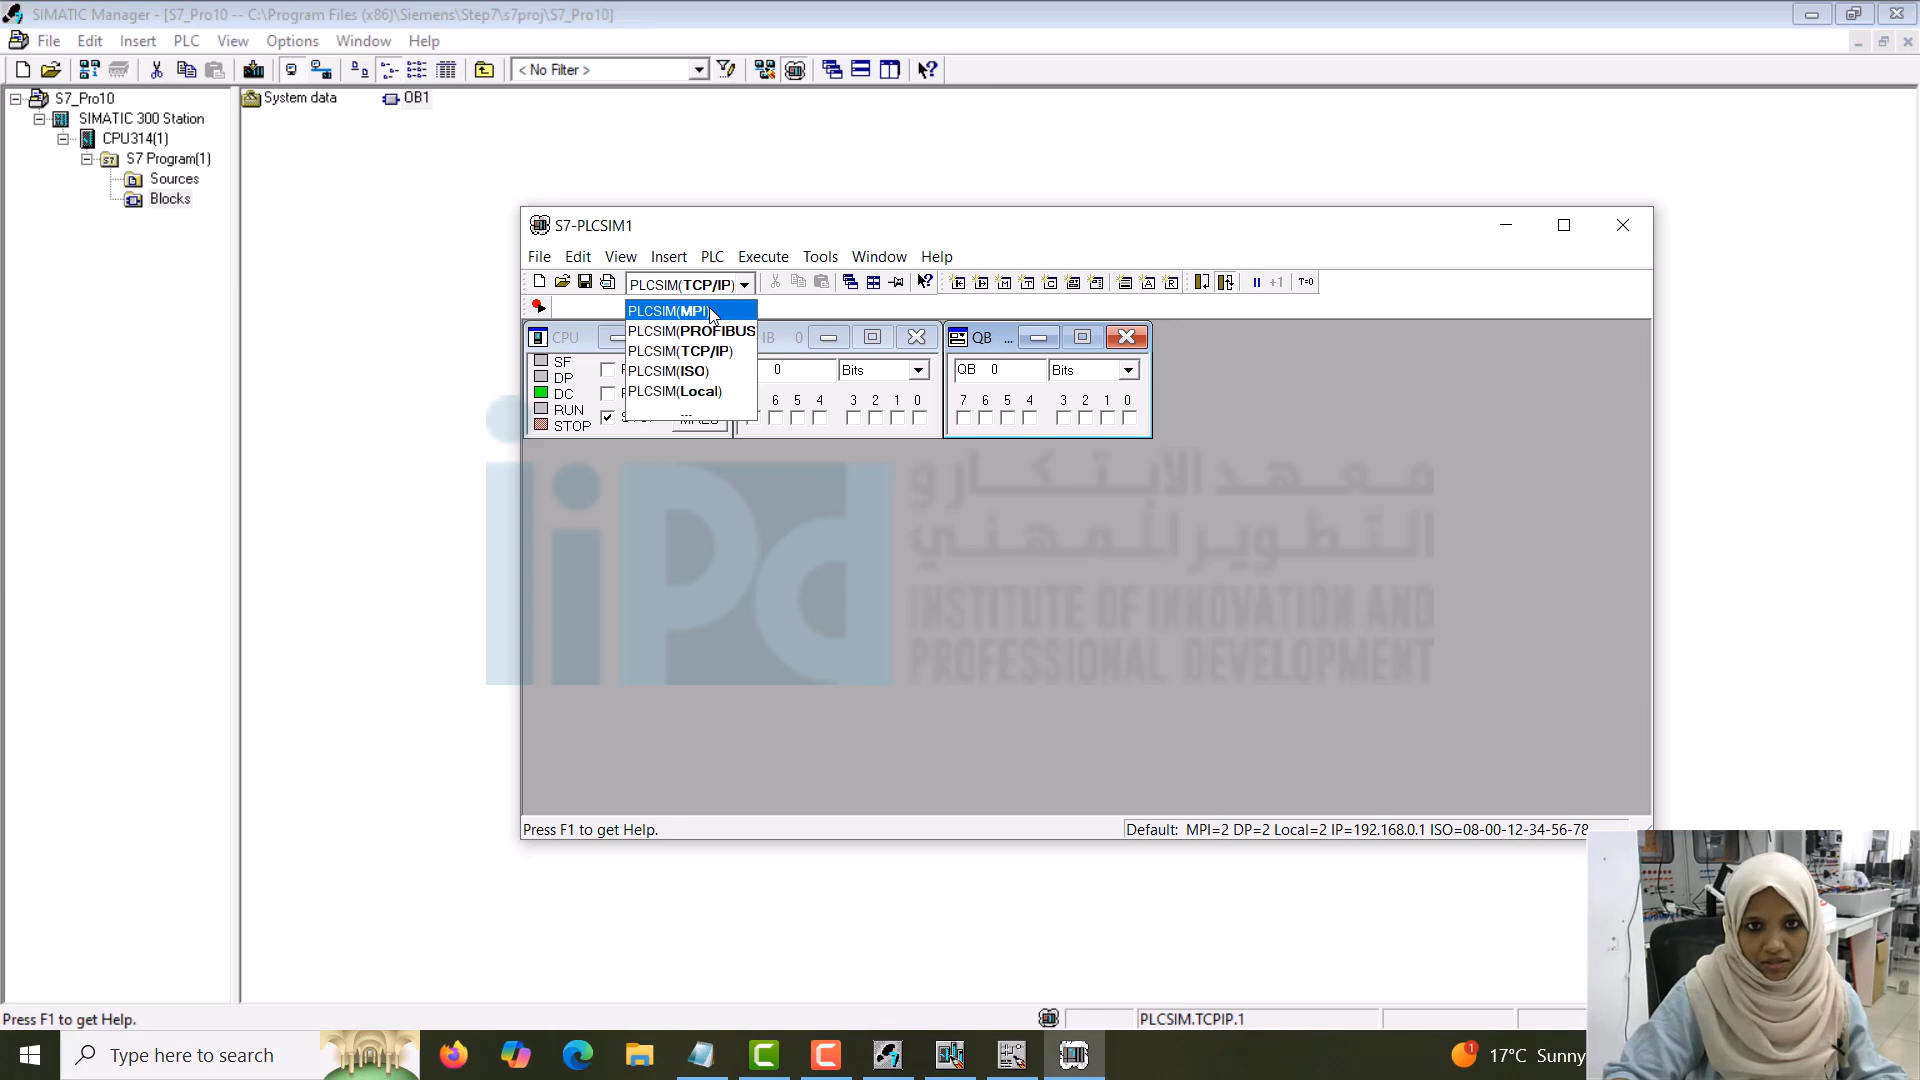 SIMATIC Manager - [S7_Pro10 -- C:\Program Files (x86)\Siemens\Step7\s7proj\S7_Pro10]
File Edit Insert PLC View Options Window Help
< No Filter >
S7_Pro10
SIMATIC 300 Station
CPU314(1)
S7 Program(1)
Sources
Blocks
System data OB1
S7-PLCSIM1
File Edit View Insert PLC Execute Tools Window Help
PLCSIM(TCP/IP)
+1 T=0
PLCSIM(MPI)
PLCSIM(PROFIBUS
PLCSIM(TCP/IP)
PLCSIM(ISO)
PLCSIM(Local)
---
CPU
SF
DP
DC
RUN
STOP
IB 0
0 Bits
6 5 4 3 2 1 0
QB ...
QB 0 Bits
7 6 5 4 3 2 1 0
iiPd
معهد الابتكار و
التطوير المهني
INSTITUTE OF INNOVATION AND
PROFESSIONAL DEVELOPMENT
Press F1 to get Help.
Default: MPI=2 DP=2 Local=2 IP=192.168.0.1 ISO=08-00-12-34-56-78
Press F1 to get Help.
PLCSIM.TCPIP.1
Type here to search
1
17°C Sunny